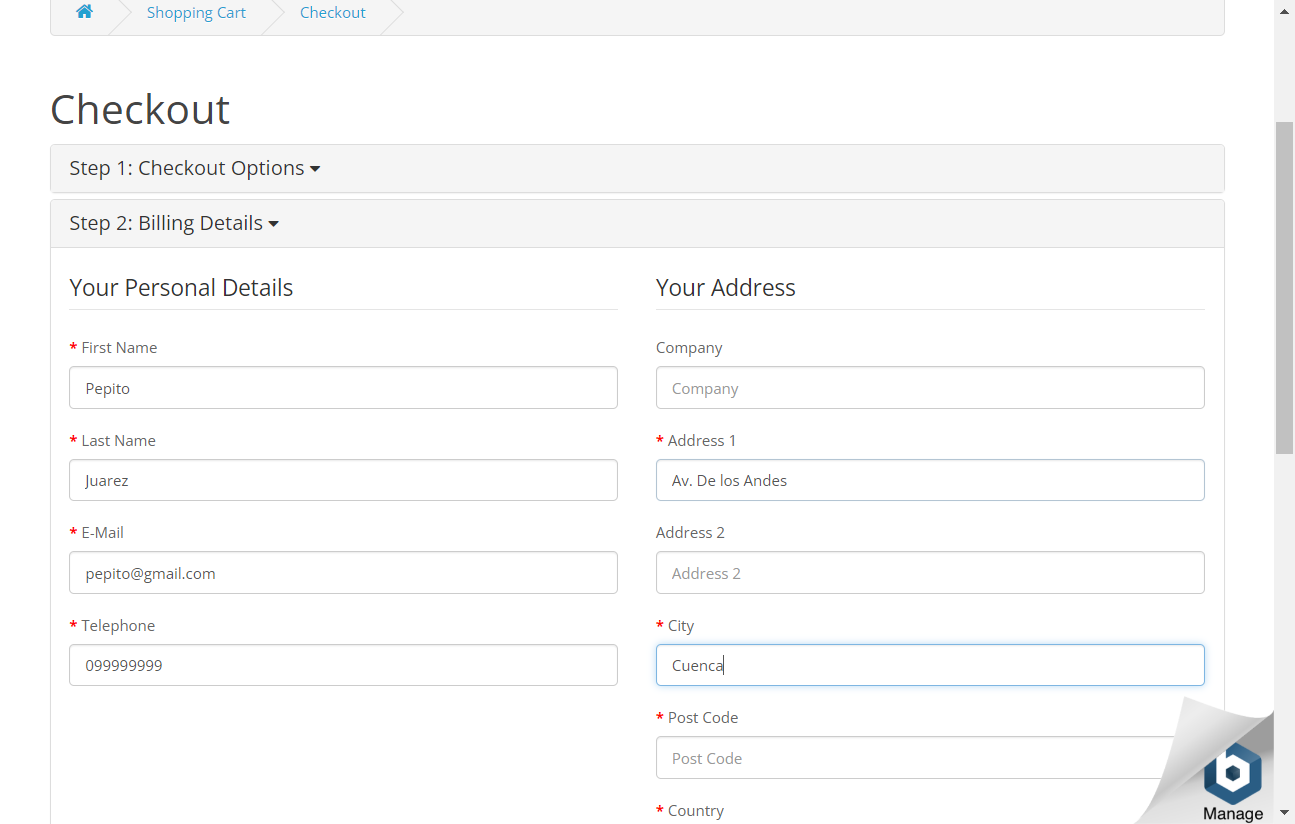 Shopping Cart
Checkout
Checkout
Step 1: Checkout Options
Step 2: Billing Details
Your Personal Details
* First Name
Pepito
* Last Name
Juarez
* E-Mail
pepito@gmail.com
* Telephone
099999999
Your Address
Company
Company
* Address 1
Av. De los Andes
Address 2
Address 2
* City
Cuenca
* Post Code
Post Code
* Country
Manage